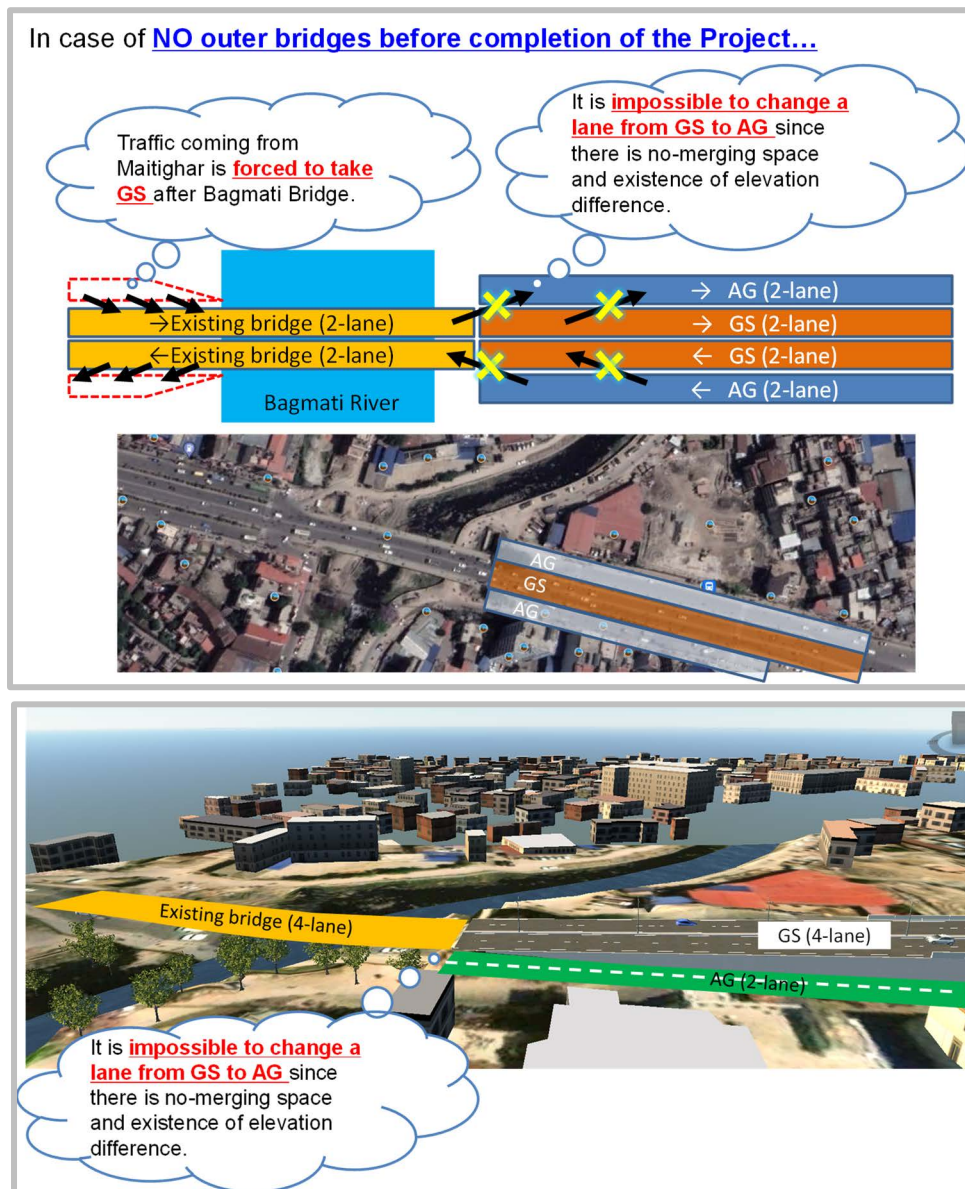 In case of NO outer bridges before completion of the Project…
Traffic coming from
Maitighar is forced to take
GS after Bagmati Bridge.
It is impossible to change a
lane from GS to AG since
there is no-merging space
and existence of elevation
difference.
→Existing bridge (2-lane)
←Existing bridge (2-lane)
Bagmati River
→ AG (2-lane)
→ GS (2-lane)
← GS (2-lane)
← AG (2-lane)
AG
GS
AG
Existing bridge (4-lane)
GS (4-lane)
AG (2-lane)
It is impossible to change a
lane from GS to AG since
there is no-merging space
and existence of elevation
difference.